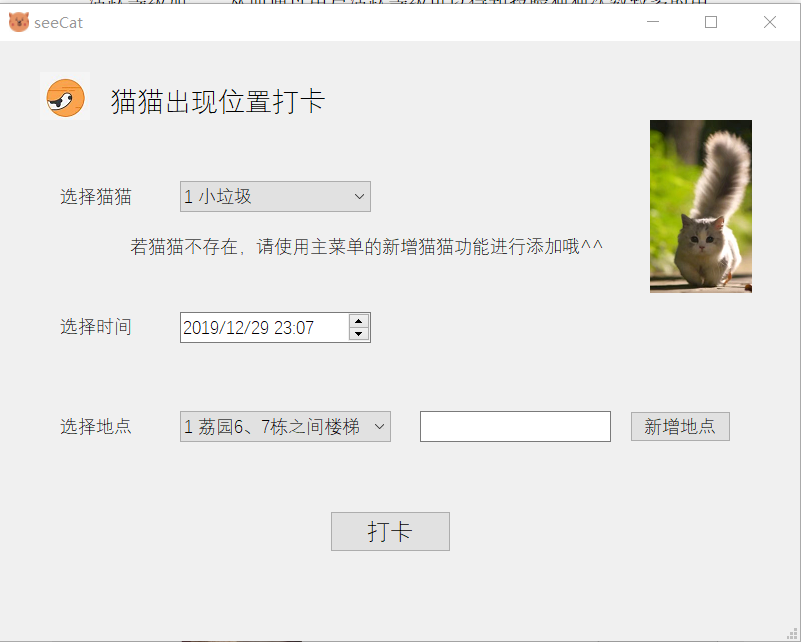 seeCat
猫猫出现位置打卡
选择猫猫
1 小垃圾
若猫猫不存在，请使用主菜单的新增猫猫功能进行添加哦^^
选择时间
2019/12/29 23:07
选择地点
1 荔园6、7栋之间楼梯
新增地点
打卡